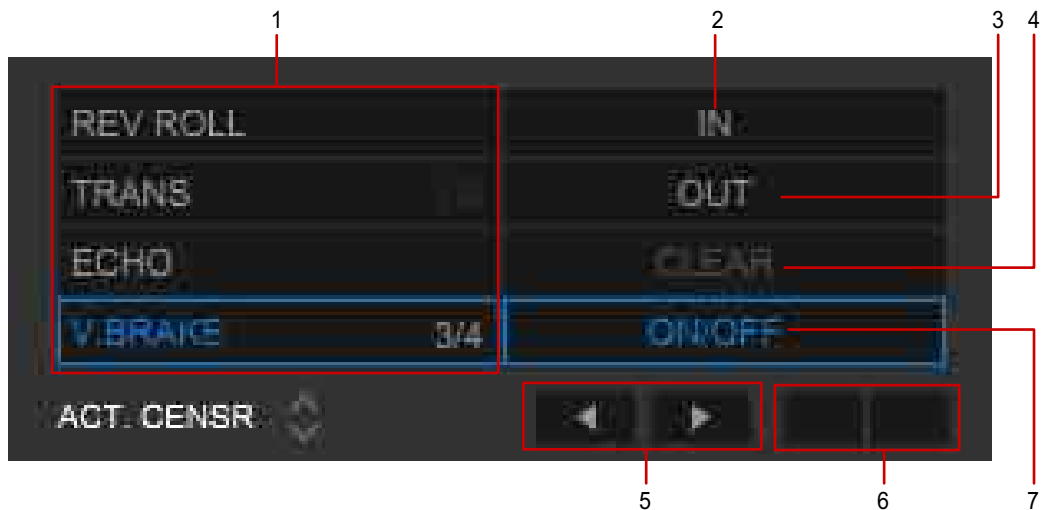 1 2 3 4
REV ROLL IN
TRANS OUT
ECHO CLEAR
V.BRAKE 3/4 ON/OFF
ACT. CENSR
5 6 7